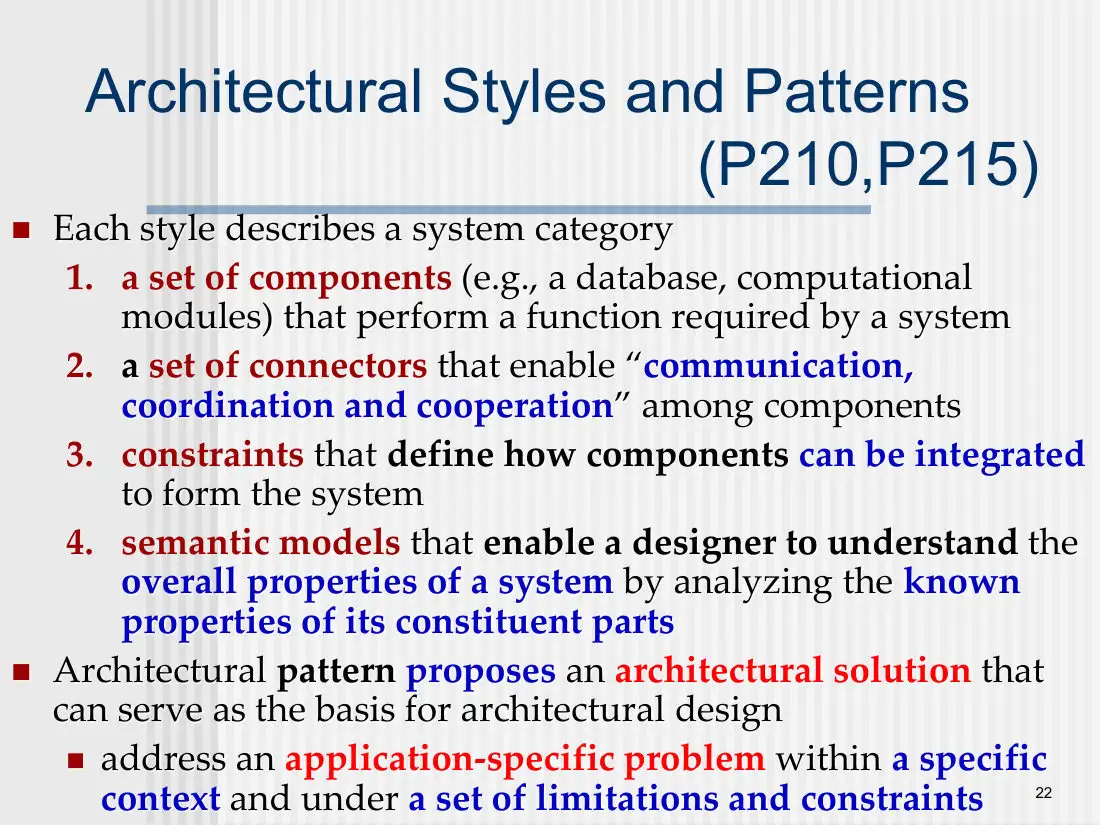 Architectural Styles and Patterns
(P210,P215)
Each style describes a system category
1. a set of components (e.g., a database, computational
modules) that perform a function required by a system
2. a set of connectors that enable “communication,
coordination and cooperation” among components
3. constraints that define how components can be integrated
to form the system
4. semantic models that enable a designer to understand the
overall properties of a system by analyzing the known
properties of its constituent parts
Architectural pattern proposes an architectural solution that
can serve as the basis for architectural design
address an application-specific problem within a specific
context and under a set of limitations and constraints
22